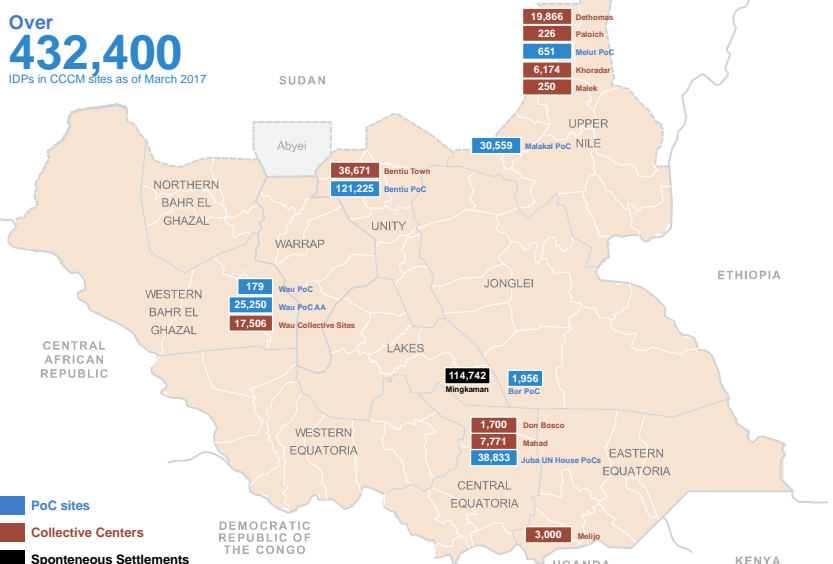 Over
432,400
IDPs in CCCM sites as of March 2017
19,866 Dethomas
226 Paloich
651 Melut PoC
6,174 Khoradar
250 Malek
SUDAN
UPPER
NILE
Abyei
30,559 Malakal PoC
36,671 Bentiu Town
121,225 Bentiu PoC
NORTHERN
BAHR EL
GHAZAL
UNITY
WARRAP
ETHIOPIA
JONGLEI
179 Wau PoC
25,250 Wau PoC AA
17,506 Wau Collective Sites
WESTERN
BAHR EL
GHAZAL
CENTRAL
AFRICAN
REPUBLIC
LAKES
114,742
Mingkaman
1,956
Bor PoC
1,700 Don Bosco
7,771 Mahad
38,833 Juba UN House PoCs
WESTERN
EQUATORIA
EASTERN
EQUATORIA
CENTRAL
EQUATORIA
PoC sites
Collective Centers
Sponteneous Settlements
DEMOCRATIC
REPUBLIC OF
THE CONGO
3,000 Melijo
UGANDA
KENYA